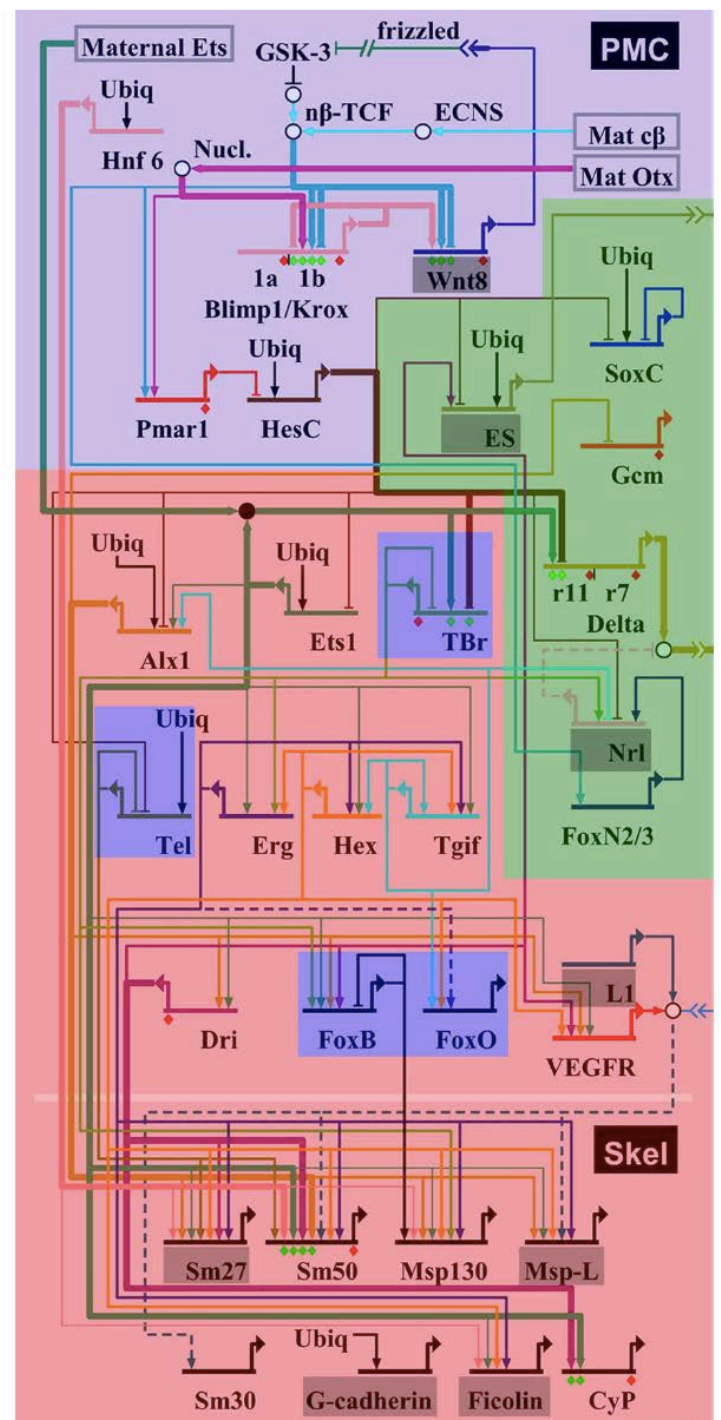 Maternal Ets
frizzled
PMC
GSK-3
Ubiq
nβ-TCF
ECNS
Mat cβ
Hnf 6
Nucl.
Mat Otx
1a
1b
Wnt8
Ubiq
Blimp1/Krox
Ubiq
Ubiq
SoxC
Pmar1
HesC
ES
Gcm
Ubiq
Ubiq
r11
r7
Alx1
Ets1
TBr
Delta
Ubiq
Nrl
Tel
Erg
Hex
Tgif
FoxN2/3
L1
Dri
FoxB
FoxO
VEGFR
Skel
Sm27
Sm50
Msp130
Msp-L
Ubiq
Sm30
G-cadherin
Ficolin
CyP